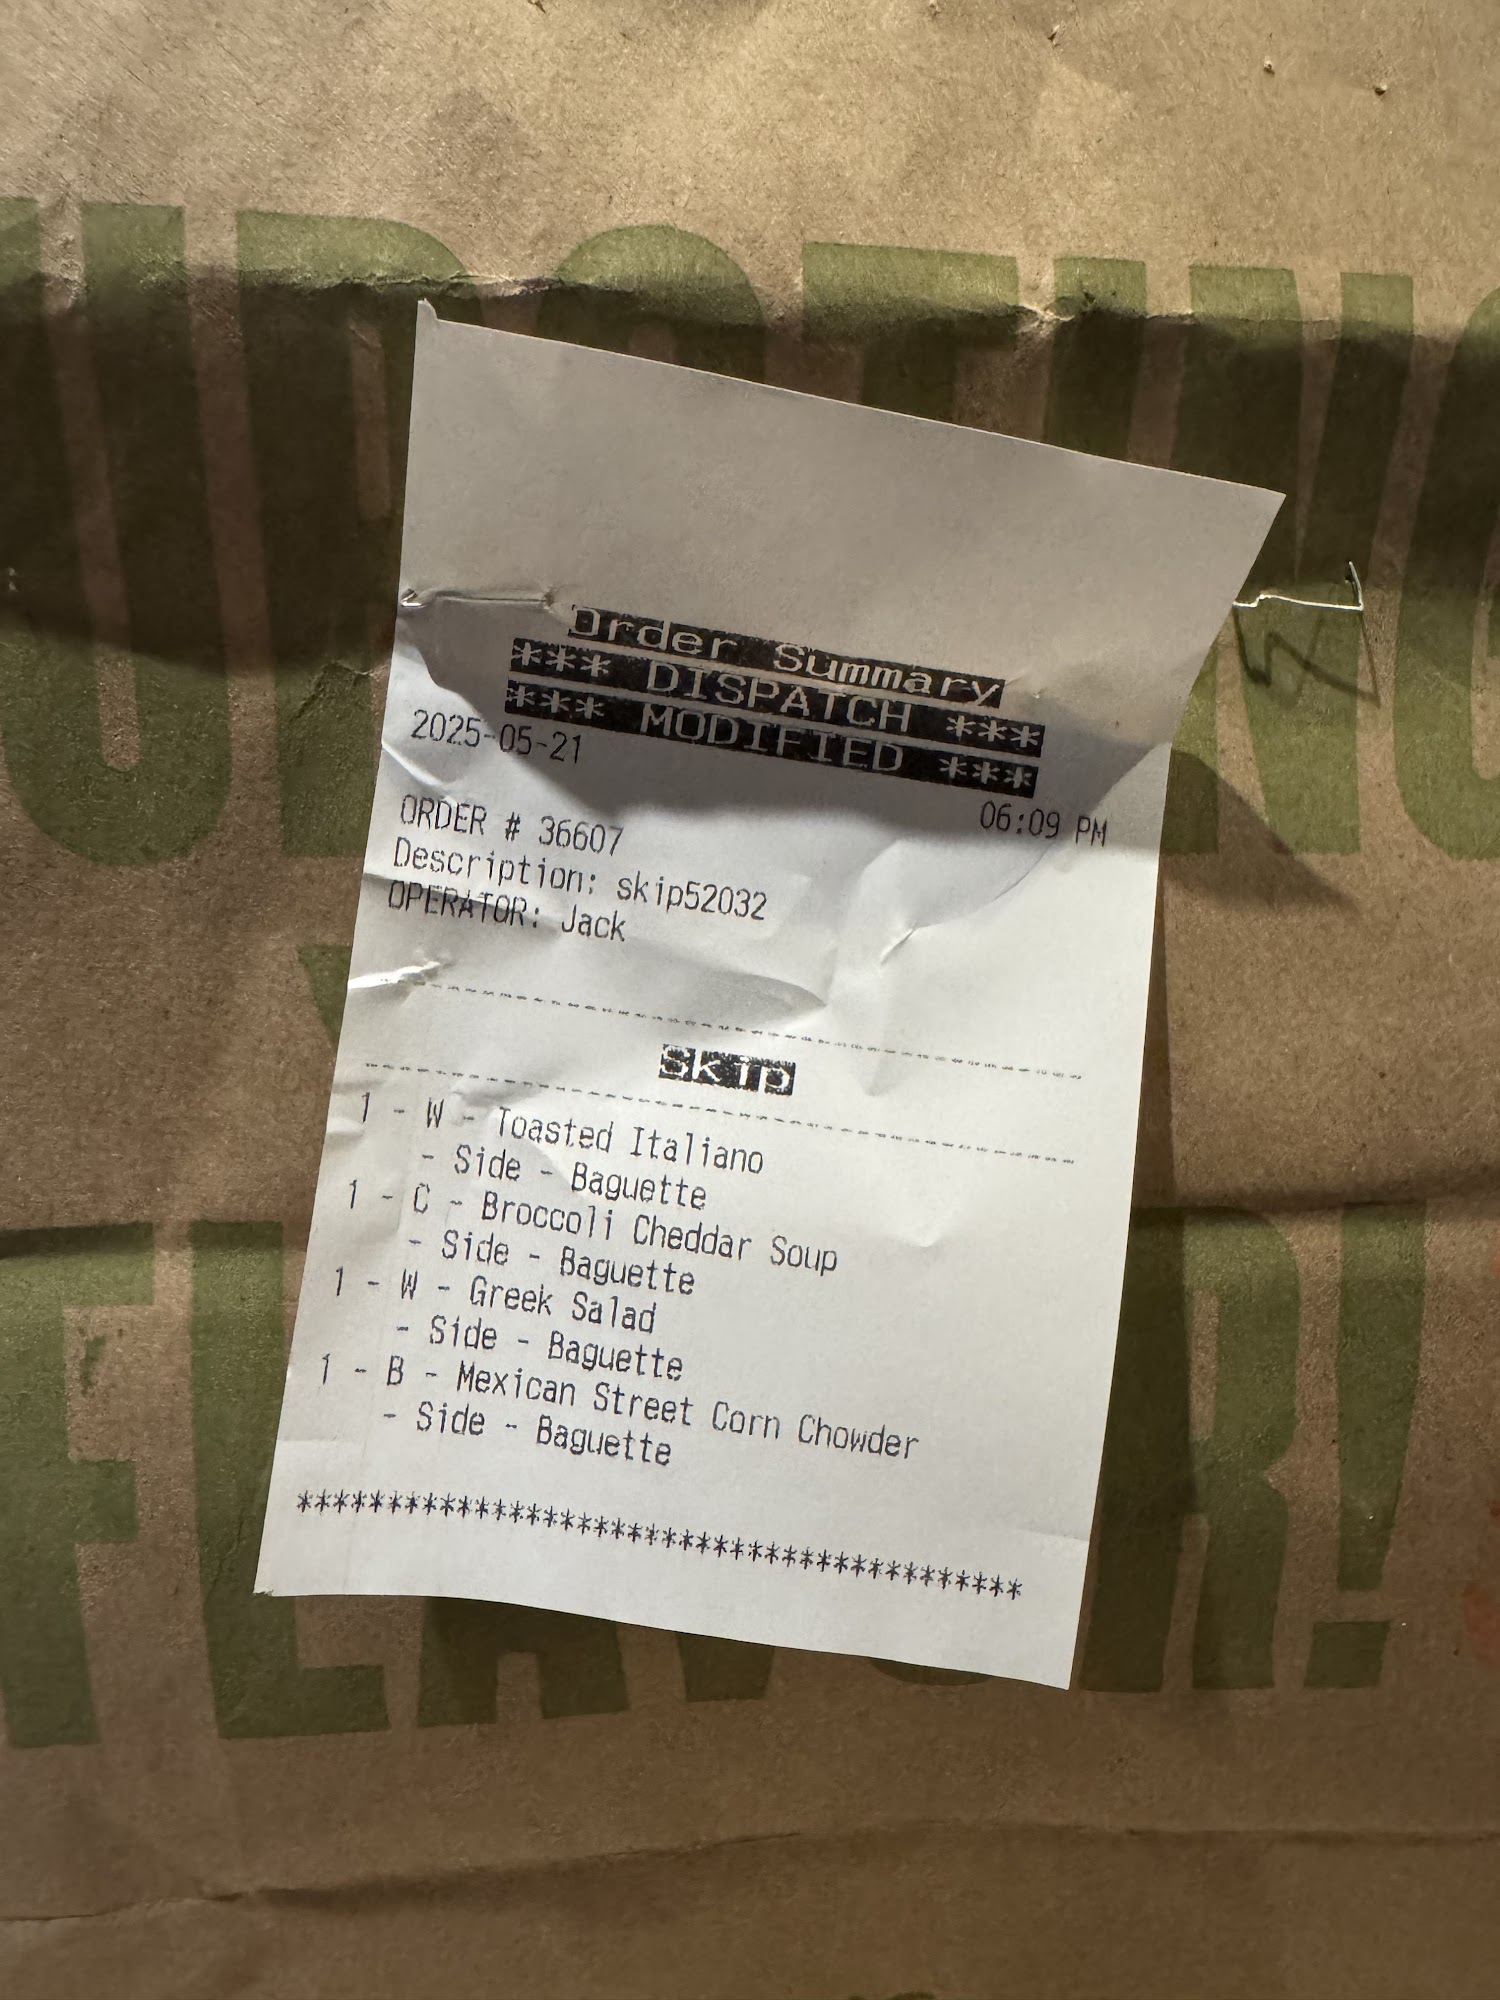 Order Summary
*** DISPATCH ***
*** MODIFIED ***
2025-05-21
06:09 PM
ORDER # 36607
Description: skip52032
OPERATOR: Jack
Skip
1 - W - Toasted Italiano
- Side - Baguette
1 - C - Broccoli Cheddar Soup
- Side - Baguette
1 - W - Greek Salad
- Side - Baguette
1 - B - Mexican Street Corn Chowder
- Side - Baguette
*******************************************
FLAVOR!